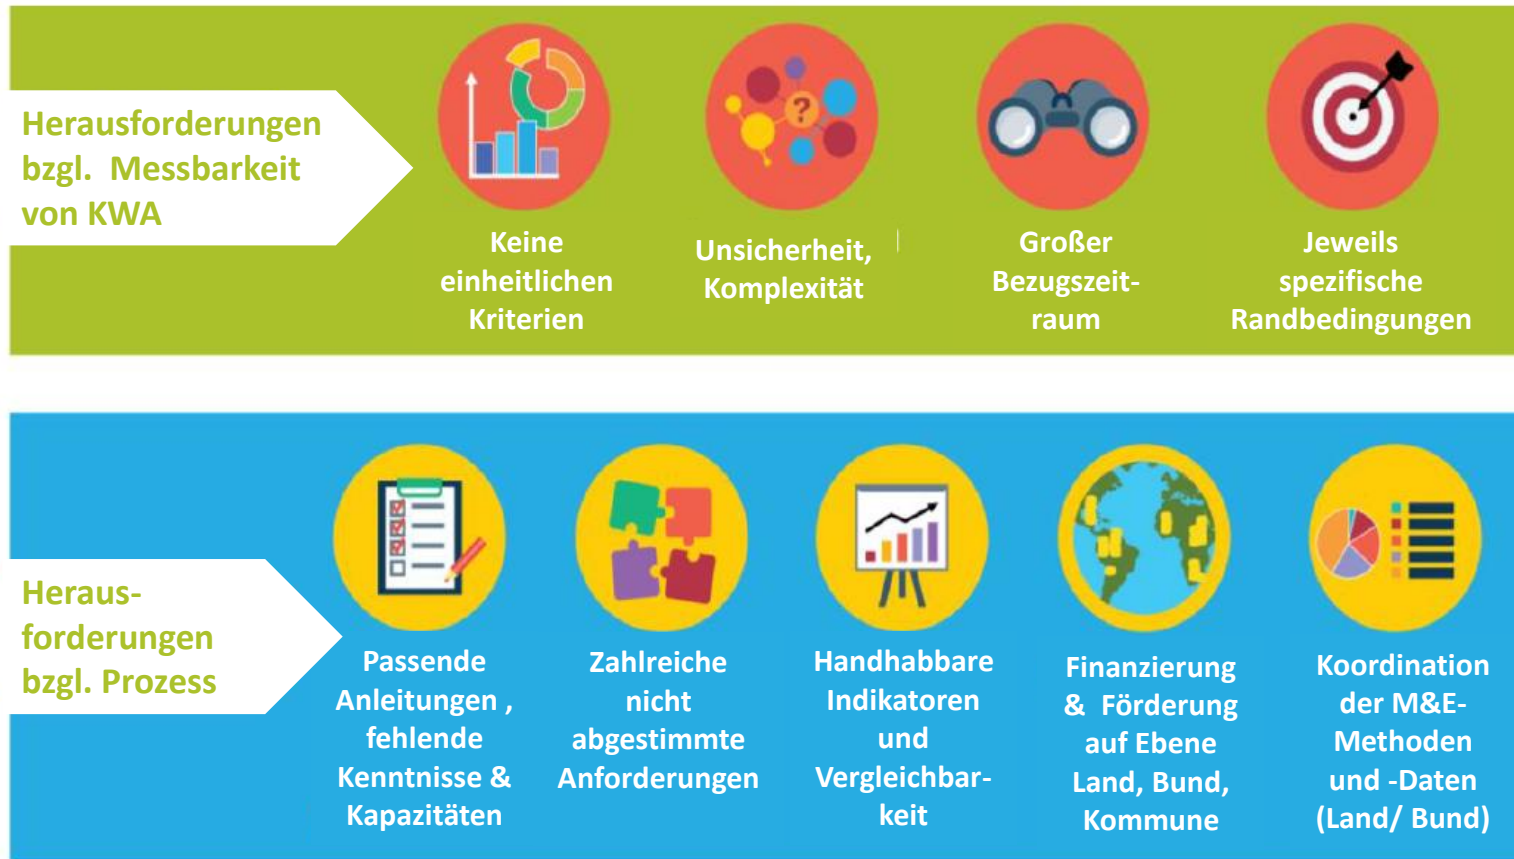 Herausforderungen
bzgl. Messbarkeit
von KWA
Keine
einheitlichen
Kriterien
?
Unsicherheit,
Komplexität
Großer
Bezugszeit-
raum
Jeweils
spezifische
Randbedingungen
Heraus-
forderungen
bzgl. Prozess
Passende
Anleitungen ,
fehlende
Kenntnisse &
Kapazitäten
Zahlreiche
nicht
abgestimmte
Anforderungen
Handhabbare
Indikatoren
und
Vergleichbar-
keit
Finanzierung
& Förderung
auf Ebene
Land, Bund,
Kommune
Koordination
der M&E-
Methoden
und -Daten
(Land/ Bund)